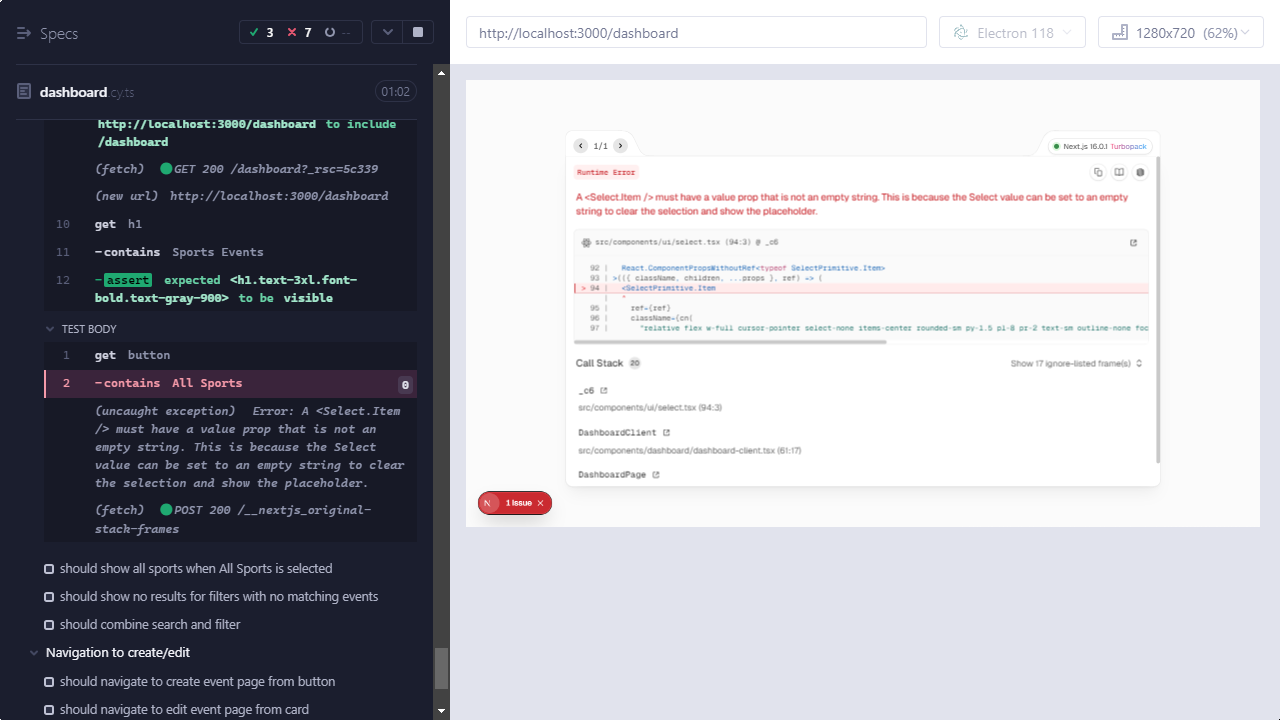 Specs
3
7
--
dashboard.cy.ts
01:02
http://localhost:3000/dashboard to include
/dashboard
(fetch) GET 200 /dashboard?_rsc=5c339
(new url) http://localhost:3000/dashboard
10 get h1
11 -contains Sports Events
12 -assert expected <h1.text-3xl.font-
bold.text-gray-900> to be visible
TEST BODY
1 get button
2 -contains All Sports 0
(uncaught exception) Error: A <Select.Item
/> must have a value prop that is not an
empty string. This is because the Select
value can be set to an empty string to clear
the selection and show the placeholder.
(fetch) POST 200 /__nextjs_original-
stack-frames
should show all sports when All Sports is selected
should show no results for filters with no matching events
should combine search and filter
Navigation to create/edit
should navigate to create event page from button
should navigate to edit event page from card
http://localhost:3000/dashboard
Electron 118
1280x720 (62%)
1/1
Next.js 16.0.1 Turbopack
Runtime Error
A <Select.Item /> must have a value prop that is not an empty string. This is because the Select value can be set to an empty
string to clear the selection and show the placeholder.
src/components/ui/select.tsx (94:3) @ _c6
92 | React.ComponentPropsWithoutRef<typeof SelectPrimitive.Item>
93 | >(({ className, children, ...props }, ref) => (
> 94 | <SelectPrimitive.Item
| ^
95 | ref={ref}
96 | className={cn(
97 | "relative flex w-full cursor-pointer select-none items-center rounded-sm py-1.5 pl-8 pr-2 text-sm outline-none foc
Call Stack 20
Show 17 ignore-listed frame(s)
_c6
src/components/ui/select.tsx (94:3)
DashboardClient
src/components/dashboard/dashboard-client.tsx (61:17)
DashboardPage
N 1 Issue